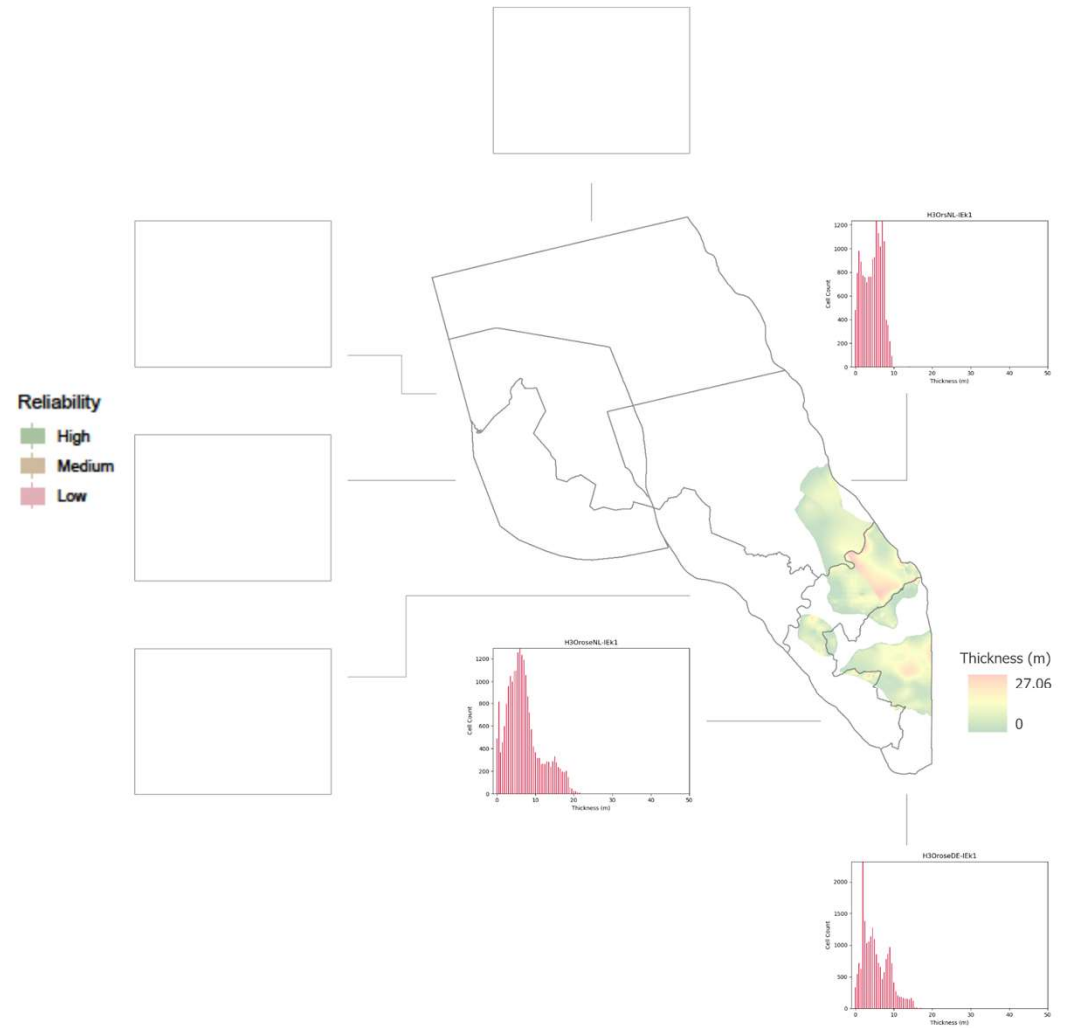 H3OrsNL-IEk1
1200
1000
800
600
400
200
0
Cell Count
0 10 20 30 40 50
Thickness (m)
Reliability
High
Medium
Low
H3OroseNL-IEk1
1200
1000
800
600
400
200
0
Cell Count
0 10 20 30 40 50
Thickness (m)
Thickness (m)
27.06
0
H3OroseDE-IEk1
2000
1500
1000
500
0
Cell Count
0 10 20 30 40 50
Thickness (m)